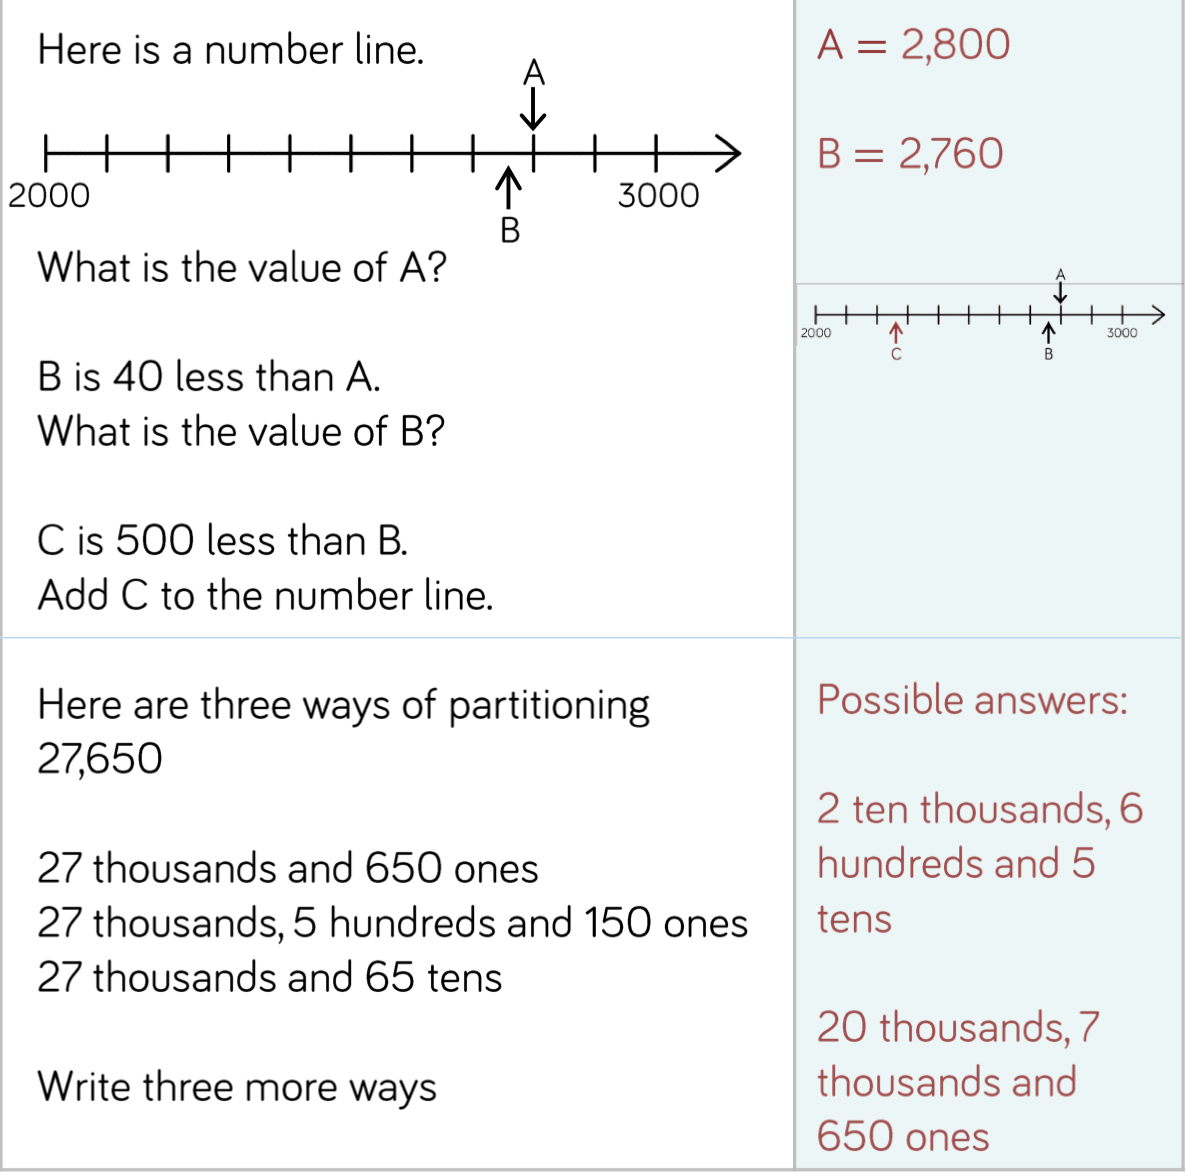 Here is a number line.
A
2000
3000
B
What is the value of A?
B is 40 less than A.
What is the value of B?
C is 500 less than B.
Add C to the number line.
A = 2,800
B = 2,760
A
2000
3000
C
B
Here are three ways of partitioning
27,650
27 thousands and 650 ones
27 thousands, 5 hundreds and 150 ones
27 thousands and 65 tens
Write three more ways
Possible answers:
2 ten thousands, 6
hundreds and 5
tens
20 thousands, 7
thousands and
650 ones